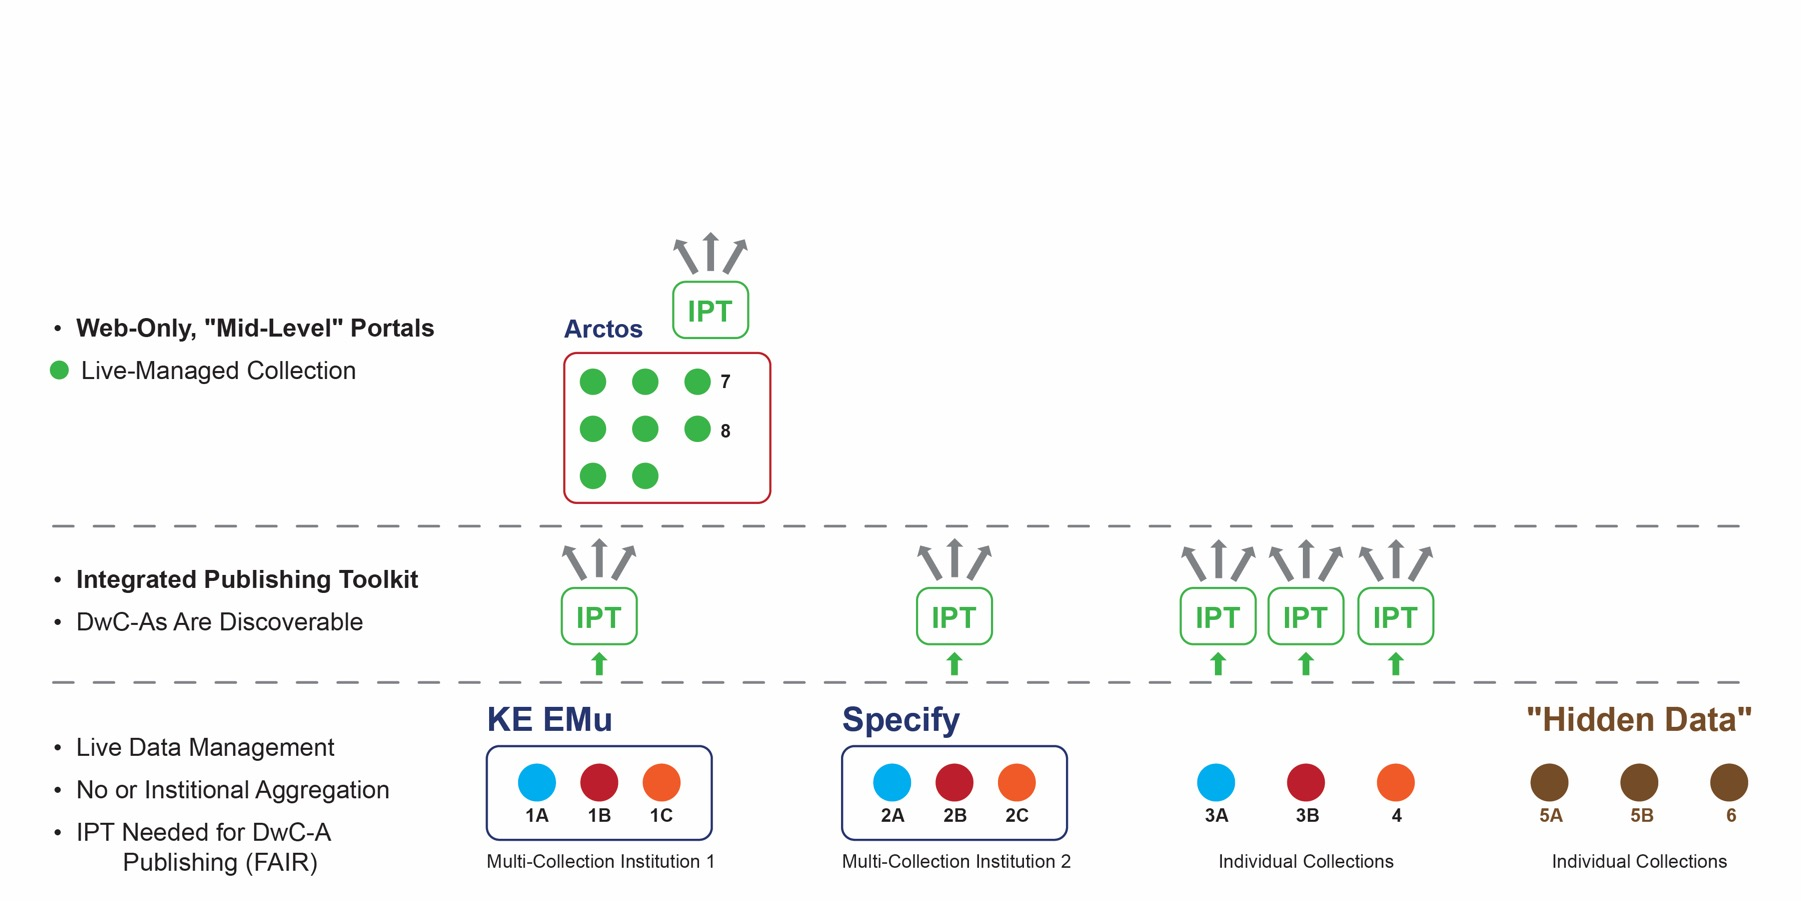 IPT
• Web-Only, "Mid-Level" Portals
Arctos
Live-Managed Collection
7
8
• Integrated Publishing Toolkit
• DwC-As Are Discoverable
IPT IPT IPT IPT IPT
KE EMu Specify "Hidden Data"
• Live Data Management
• No or Institional Aggregation
• IPT Needed for DwC-A
Publishing (FAIR)
1A 1B 1C 2A 2B 2C 3A 3B 4 5A 5B 6
Multi-Collection Institution 1 Multi-Collection Institution 2 Individual Collections Individual Collections